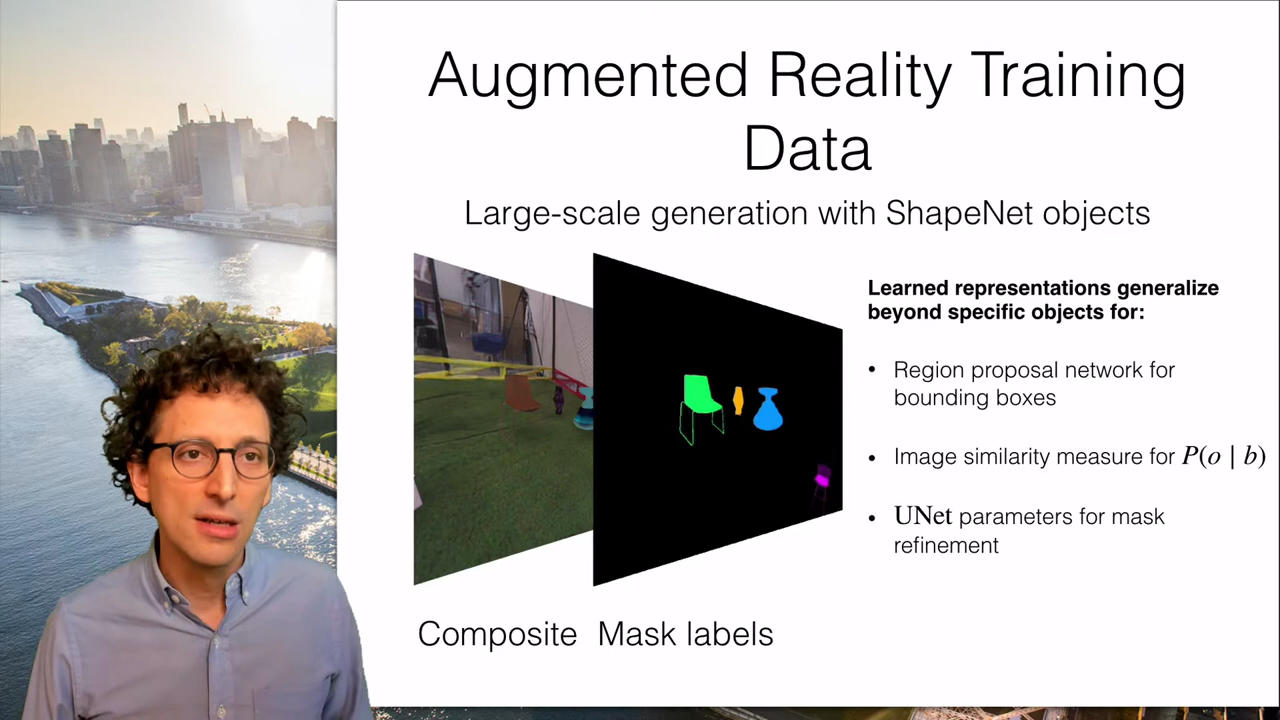 Augmented Reality Training
Data
Large-scale generation with ShapeNet objects
Learned representations generalize
beyond specific objects for:
• Region proposal network for
bounding boxes
• Image similarity measure for P(o | b)
• UNet parameters for mask
refinement
Composite
Mask labels